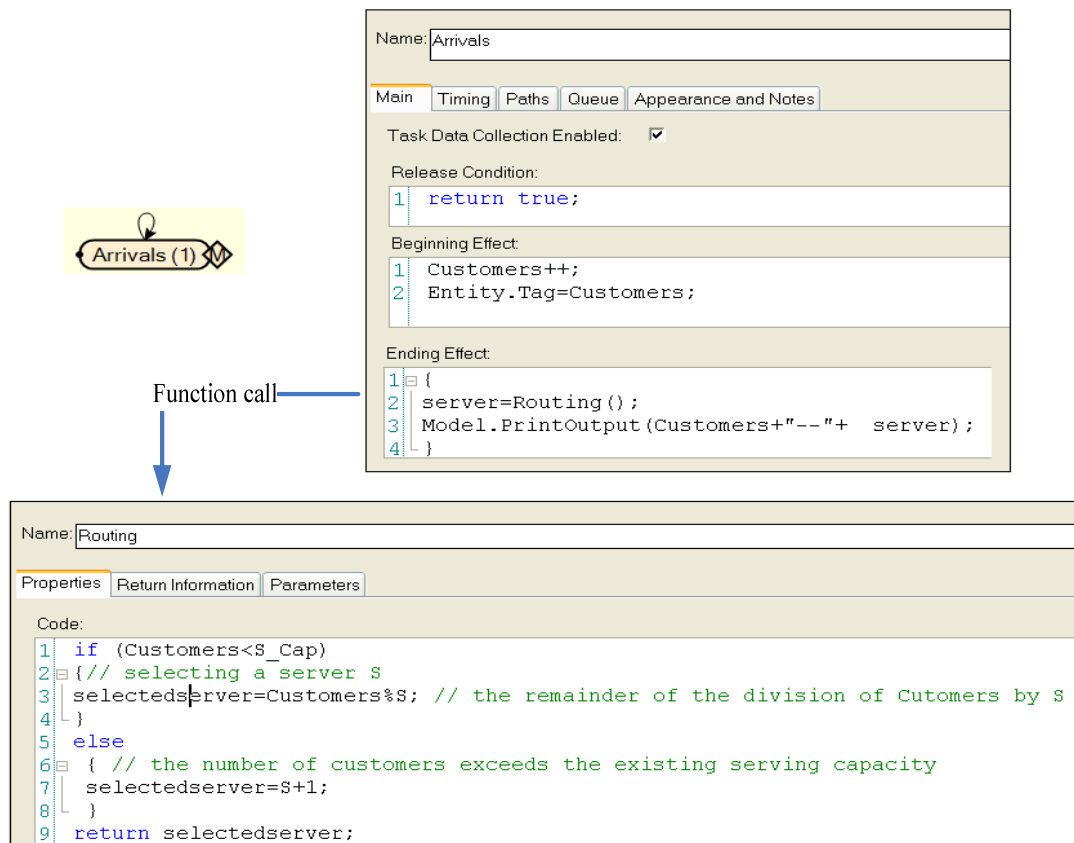 Name: Arrivals
Main Timing Paths Queue Appearance and Notes
Task Data Collection Enabled:
Release Condition:
1 return true;
Arrivals (1) M
Beginning Effect:
1 Customers++;
2 Entity.Tag=Customers;
Ending Effect:
1 {
2 server=Routing();
3 Model.PrintOutput(Customers+"--"+ server);
4 }
Function call
Name: Routing
Properties Return Information Parameters
Code:
1 if (Customers<S_Cap)
2 {// selecting a server S
3 selectedserver=Customers%S; // the remainder of the division of Cutomers by S
4 }
5 else
6 { // the number of customers exceeds the existing serving capacity
7 selectedserver=S+1;
8 }
9 return selectedserver;